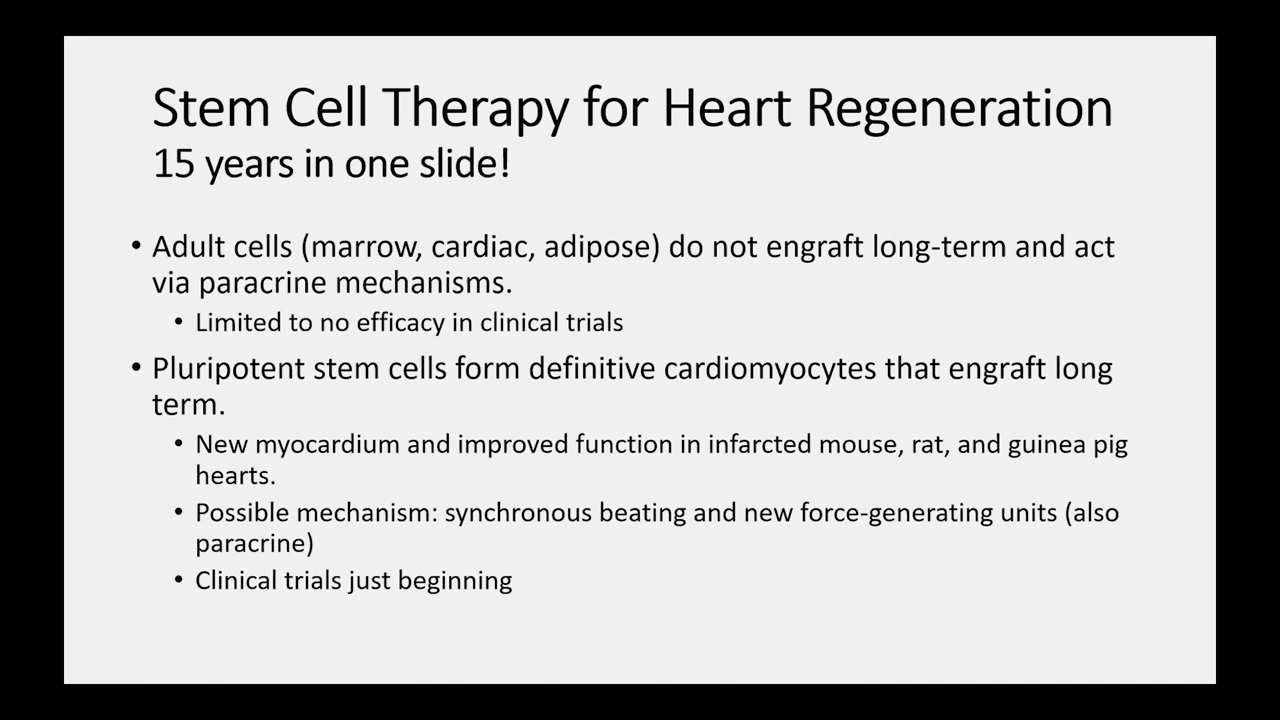 Stem Cell Therapy for Heart Regeneration
15 years in one slide!
• Adult cells (marrow, cardiac, adipose) do not engraft long-term and act
via paracrine mechanisms.
• Limited to no efficacy in clinical trials
• Pluripotent stem cells form definitive cardiomyocytes that engraft long
term.
• New myocardium and improved function in infarcted mouse, rat, and guinea pig
hearts.
• Possible mechanism: synchronous beating and new force-generating units (also
paracrine)
• Clinical trials just beginning